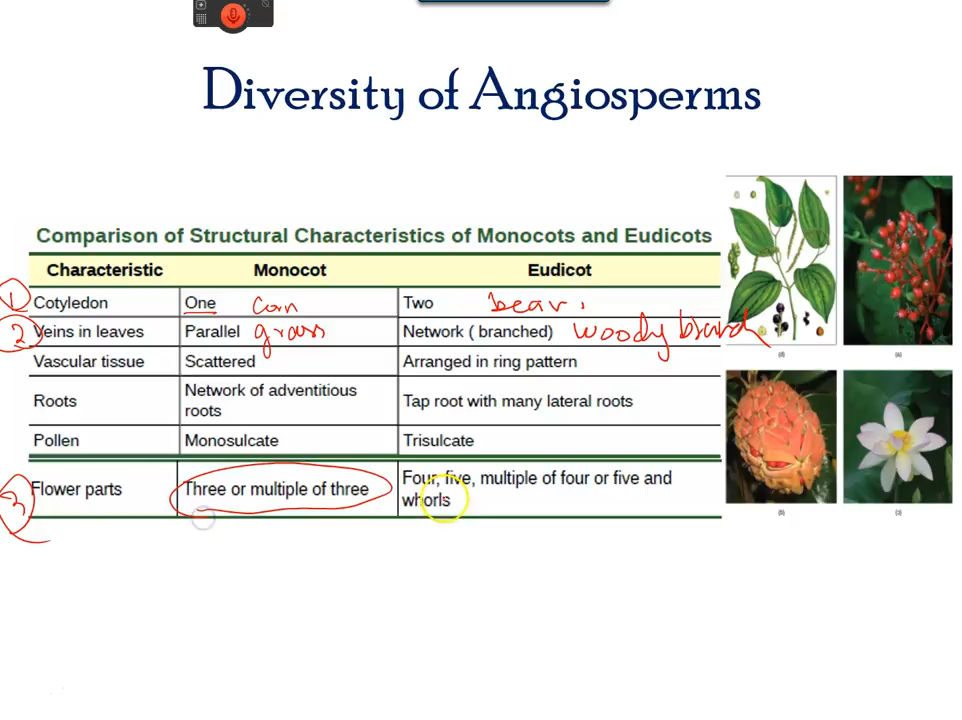 Diversity of Angiosperms
Comparison of Structural Characteristics of Monocots and Eudicots
Characteristic Monocot Eudicot
1 Cotyledon One corn Two bean.
2 Veins in leaves Parallel grass Network ( branched) woody branch
Vascular tissue Scattered Arranged in ring pattern
Roots Network of adventitious roots Tap root with many lateral roots
Pollen Monosulcate Trisulcate
3 Flower parts Three or multiple of three Four, five, multiple of four or five and whorls
(d)
(e)
(b)